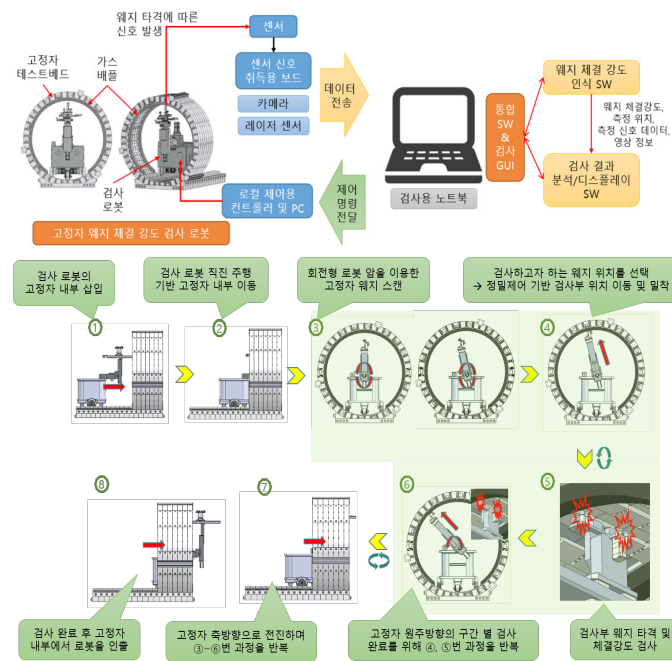 웨지 타격에 따른
신호 발생
센서
센서 신호
취득용 보드
카메라
레이저 센서
고정자
테스트베드
가스
배플
검사
로봇
로컬 제어용
컨트롤러 및 PC
고정자 웨지 체결 강도 검사 로봇
데이터
전송
제어
명령
전달
검사용 노트북
통합
SW
&
검사
GUI
웨지 체결 강도
인식 SW
웨지 체결강도,
측정 위치,
측정 신호 데이터,
영상 정보
검사 결과
분석/디스플레이
SW
검사 로봇의
고정자 내부 삽입
검사 로봇 직진 주행
기반 고정자 내부 이동
회전형 로봇 암을 이용한
고정자 웨지 스캔
검사하고자 하는 웨지 위치를 선택
→ 정밀제어 기반 검사부 위치 이동 및 밀착
①
②
③
④
⑧
⑦
⑥
⑤
검사 완료 후 고정자
내부에서 로봇을 인출
고정자 축방향으로 전진하며
③~⑥번 과정을 반복
고정자 원주방향의 구간 별 검사
완료를 위해 ④, ⑤번 과정을 반복
검사부 웨지 타격 및
체결강도 검사